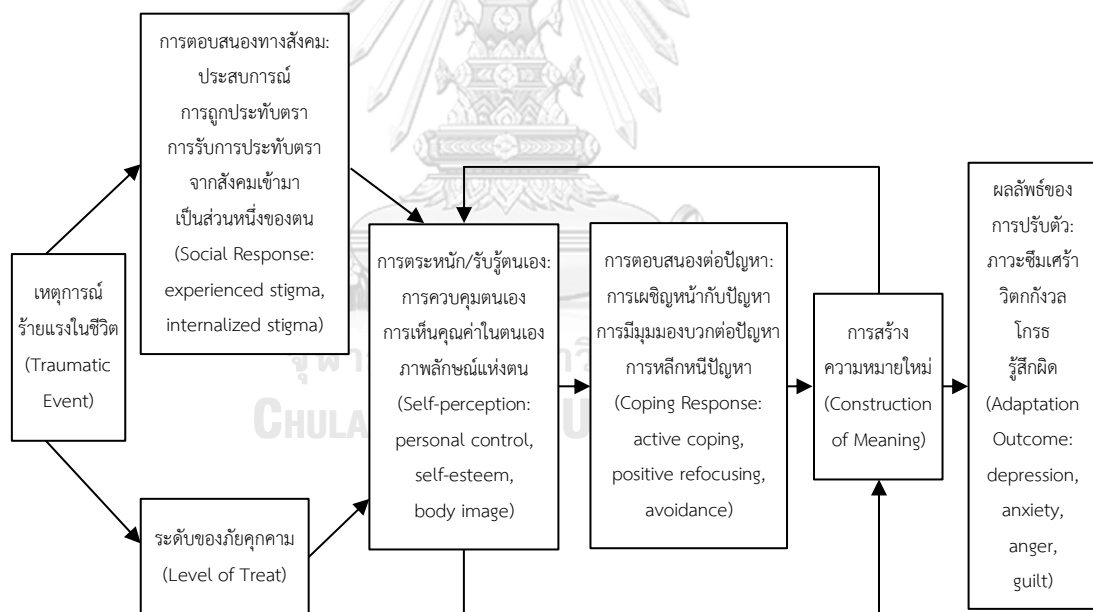 การตอบสนองทางสังคม:
ประสบการณ์
การถูกประทับตรา
การรับการประทับตรา
จากสังคมเข้ามา
เป็นส่วนหนึ่งของตน
(Social Response:
experienced stigma,
internalized stigma)
เหตุการณ์
ร้ายแรงในชีวิต
(Traumatic
Event)
ระดับของภัยคุกคาม
(Level of Treat)
การตระหนัก/รับรู้ตนเอง:
การควบคุมตนเอง
การเห็นคุณค่าในตนเอง
ภาพลักษณ์แห่งตน
(Self-perception:
personal control,
self-esteem,
body image)
การตอบสนองต่อปัญหา:
การเผชิญหน้ากับปัญหา
การมีมุมมองบวกต่อปัญหา
การหลีกหนีปัญหา
(Coping Response:
active coping,
positive refocusing,
avoidance)
การสร้าง
ความหมายใหม่
(Construction
of Meaning)
ผลลัพธ์ของ
การปรับตัว:
ภาวะซึมเศร้า
วิตกกังวล
โกรธ
รู้สึกผิด
(Adaptation
Outcome:
depression,
anxiety,
anger,
guilt)